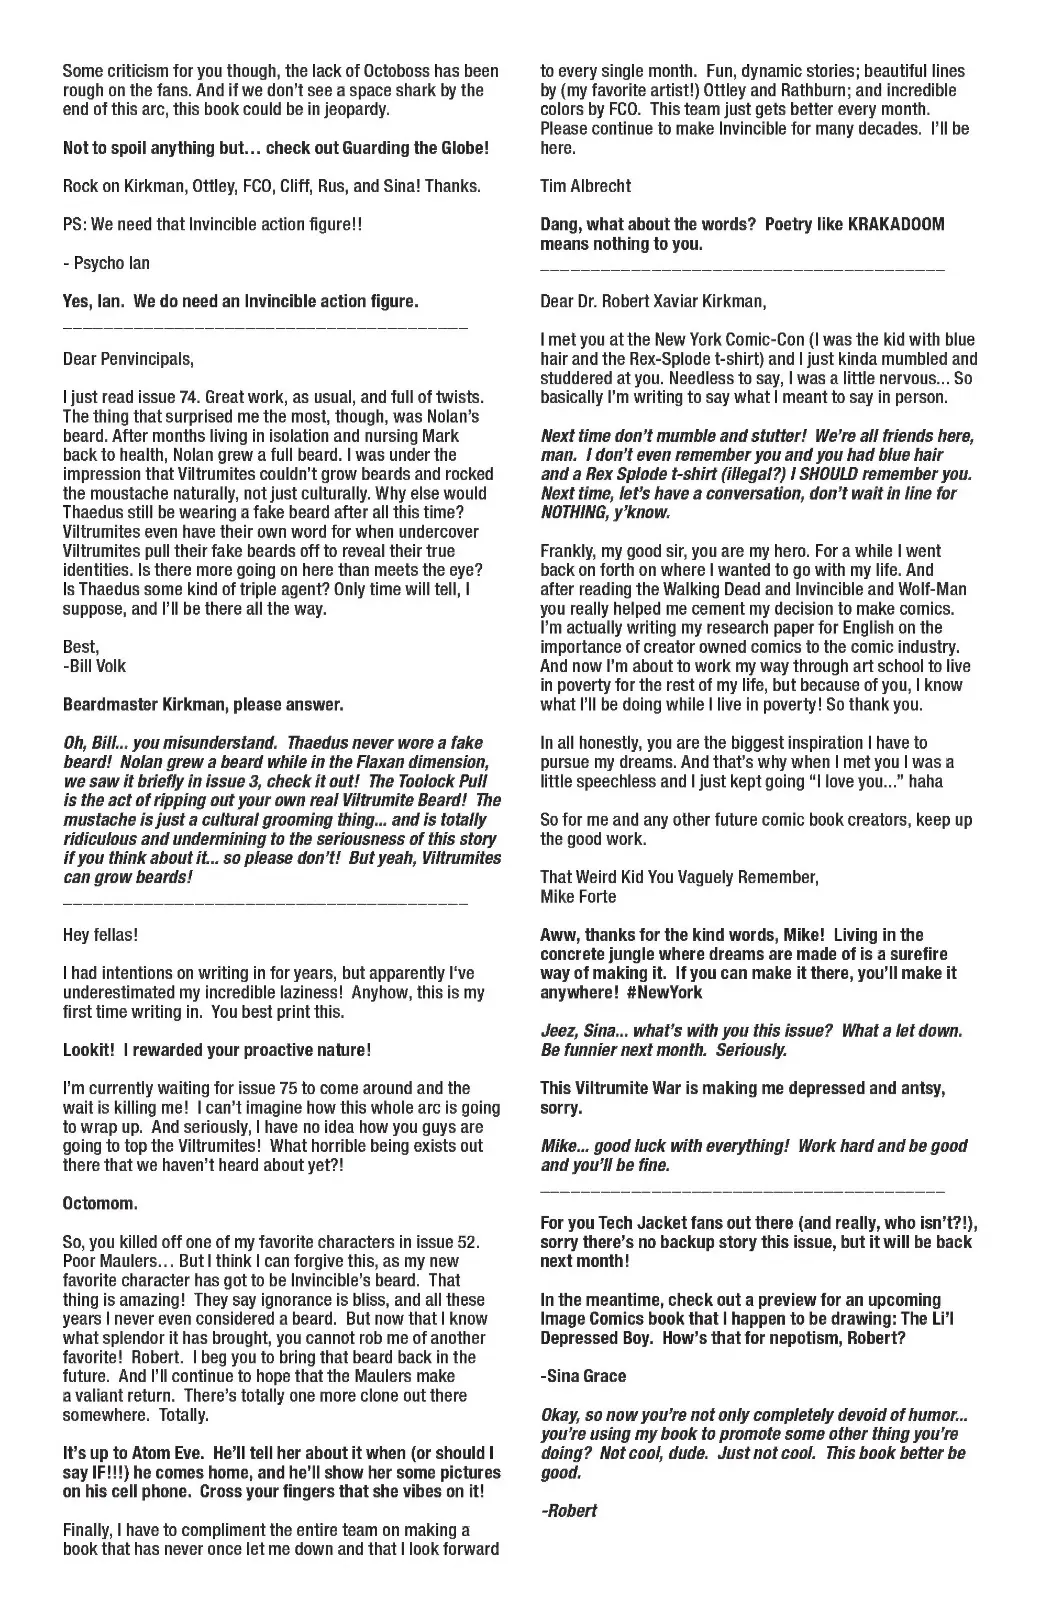 Some criticism for you though, the lack of Octoboss has been
rough on the fans. And if we don't see a space shark by the
end of this arc, this book could be in jeopardy.
Not to spoil anything but… check out Guarding the Globe!
Rock on Kirkman, Ottley, FCO, Cliff, Rus, and Sina! Thanks.
PS: We need that Invincible action figure!!
- Psycho Ian
Yes, Ian.  We do need an Invincible action figure.
__________________________________________
Dear Penvincipals,
I just read issue 74. Great work, as usual, and full of twists.
The thing that surprised me the most, though, was Nolan's
beard. After months living in isolation and nursing Mark
back to health, Nolan grew a full beard. I was under the
impression that Viltrumites couldn't grow beards and rocked
the moustache naturally, not just culturally. Why else would
Thaedus still be wearing a fake beard after all this time?
Viltrumites even have their own word for when undercover
Viltrumites pull their fake beards off to reveal their true
identities. Is there more going on here than meets the eye?
Is Thaedus some kind of triple agent? Only time will tell, I
suppose, and I'll be there all the way.
Best,
-Bill Volk
Beardmaster Kirkman, please answer.
Oh, Bill... you misunderstand.  Thaedus never wore a fake
beard!  Nolan grew a beard while in the Flaxan dimension,
we saw it briefly in issue 3, check it out!  The Toolock Pull
is the act of ripping out your own real Viltrumite Beard!  The
mustache is just a cultural grooming thing... and is totally
ridiculous and undermining to the seriousness of this story
if you think about it... so please don't!  But yeah, Viltrumites
can grow beards!
__________________________________________
Hey fellas!
I had intentions on writing in for years, but apparently I've
underestimated my incredible laziness!  Anyhow, this is my
first time writing in.  You best print this.
Lookit!  I rewarded your proactive nature!
I'm currently waiting for issue 75 to come around and the
wait is killing me!  I can't imagine how this whole arc is going
to wrap up.  And seriously, I have no idea how you guys are
going to top the Viltrumites!  What horrible being exists out
there that we haven't heard about yet?!
Octomom.
So, you killed off one of my favorite characters in issue 52.
Poor Maulers… But I think I can forgive this, as my new
favorite character has got to be Invincible's beard.  That
thing is amazing!  They say ignorance is bliss, and all these
years I never even considered a beard.  But now that I know
what splendor it has brought, you cannot rob me of another
favorite!  Robert.  I beg you to bring that beard back in the
future.  And I'll continue to hope that the Maulers make
a valiant return.  There's totally one more clone out there
somewhere.  Totally.
It's up to Atom Eve.  He'll tell her about it when (or should I
say IF!!!) he comes home, and he'll show her some pictures
on his cell phone.  Cross your fingers that she vibes on it!
Finally, I have to compliment the entire team on making a
book that has never once let me down and that I look forward
to every single month.  Fun, dynamic stories; beautiful lines
by (my favorite artist!) Ottley and Rathburn; and incredible
colors by FCO.  This team just gets better every month.
Please continue to make Invincible for many decades.  I'll be
here.
Tim Albrecht
Dang, what about the words?  Poetry like KRAKADOOM
means nothing to you.
__________________________________________
Dear Dr. Robert Xaviar Kirkman,
I met you at the New York Comic-Con (I was the kid with blue
hair and the Rex-Splode t-shirt) and I just kinda mumbled and
studdered at you. Needless to say, I was a little nervous... So
basically I'm writing to say what I meant to say in person.
Next time don't mumble and stutter!  We're all friends here,
man.  I don't even remember you and you had blue hair
and a Rex Splode t-shirt (illegal?) I SHOULD remember you.
Next time, let's have a conversation, don't wait in line for
NOTHING, y'know.
Frankly, my good sir, you are my hero. For a while I went
back on forth on where I wanted to go with my life. And
after reading the Walking Dead and Invincible and Wolf-Man
you really helped me cement my decision to make comics.
I'm actually writing my research paper for English on the
importance of creator owned comics to the comic industry.
And now I'm about to work my way through art school to live
in poverty for the rest of my life, but because of you, I know
what I'll be doing while I live in poverty! So thank you.
In all honestly, you are the biggest inspiration I have to
pursue my dreams. And that's why when I met you I was a
little speechless and I just kept going "I love you..." haha
So for me and any other future comic book creators, keep up
the good work.
That Weird Kid You Vaguely Remember,
Mike Forte
Aww, thanks for the kind words, Mike!  Living in the
concrete jungle where dreams are made of is a surefire
way of making it.  If you can make it there, you'll make it
anywhere!  #NewYork
Jeez, Sina... what's with you this issue?  What a let down.
Be funnier next month.  Seriously.
This Viltrumite War is making me depressed and antsy,
sorry.
Mike... good luck with everything!  Work hard and be good
and you'll be fine.
__________________________________________
For you Tech Jacket fans out there (and really, who isn't?!),
sorry there's no backup story this issue, but it will be back
next month!
In the meantime, check out a preview for an upcoming
Image Comics book that I happen to be drawing: The Li'l
Depressed Boy.  How's that for nepotism, Robert?
-Sina Grace
Okay, so now you're not only completely devoid of humor...
you're using my book to promote some other thing you're
doing?  Not cool, dude.  Just not cool.  This book better be
good.
-Robert